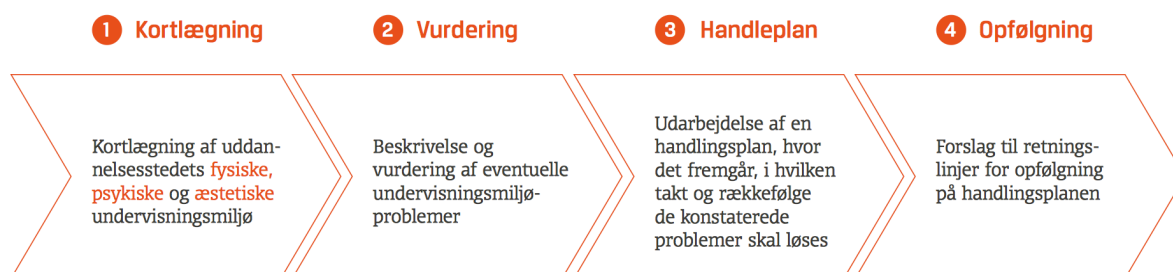 1 Kortlægning
Kortlægning af uddan-
nelsesstedets fysiske,
psykiske og æstetiske
undervisningsmiljø
2 Vurdering
Beskrivelse og
vurdering af eventuelle
undervisningsmiljø-
problemer
3 Handleplan
Udarbejdelse af en
handlingsplan, hvor
det fremgår, i hvilken
takt og rækkefølge
de konstaterede
problemer skal løses
4 Opfølgning
Forslag til retnings-
linjer for opfølgning
på handlingsplanen